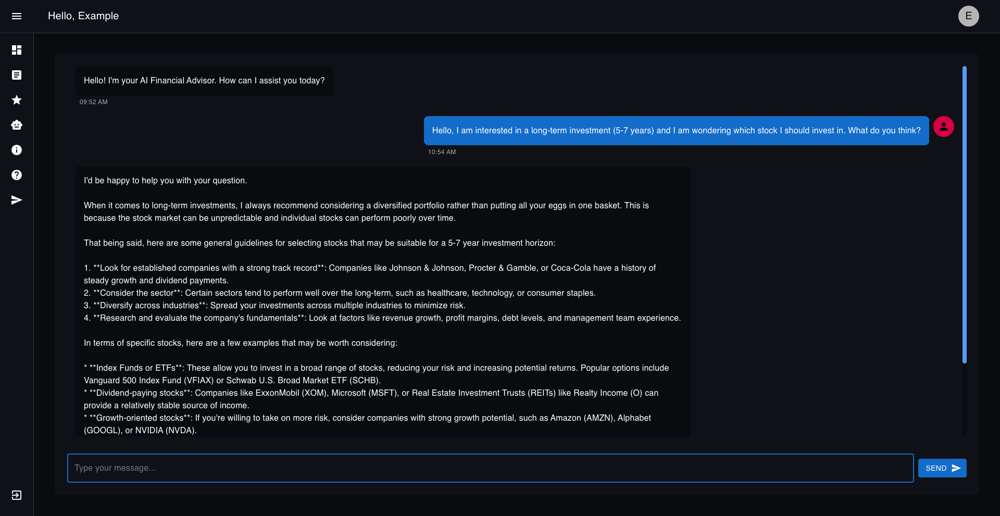 Hello, Example
E
Hello! I'm your AI Financial Advisor. How can I assist you today?
09:52 AM
Hello, I am interested in a long-term investment (5-7 years) and I am wondering which stock I should invest in. What do you think?
10:54 AM
I'd be happy to help you with your question.
When it comes to long-term investments, I always recommend considering a diversified portfolio rather than putting all your eggs in one basket. This is
because the stock market can be unpredictable and individual stocks can perform poorly over time.
That being said, here are some general guidelines for selecting stocks that may be suitable for a 5-7 year investment horizon:
1. **Look for established companies with a strong track record**: Companies like Johnson & Johnson, Procter & Gamble, or Coca-Cola have a history of
steady growth and dividend payments.
2. **Consider the sector**: Certain sectors tend to perform well over the long-term, such as healthcare, technology, or consumer staples.
3. **Diversify across industries**: Spread your investments across multiple industries to minimize risk.
4. **Research and evaluate the company's fundamentals**: Look at factors like revenue growth, profit margins, debt levels, and management team experience.
In terms of specific stocks, here are a few examples that may be worth considering:
* **Index Funds or ETFs**: These allow you to invest in a broad range of stocks, reducing your risk and increasing potential returns. Popular options include
Vanguard 500 Index Fund (VFIAX) or Schwab U.S. Broad Market ETF (SCHB).
* **Dividend-paying stocks**: Companies like ExxonMobil (XOM), Microsoft (MSFT), or Real Estate Investment Trusts (REITs) like Realty Income (O) can
provide a relatively stable source of income.
* **Growth-oriented stocks**: If you're willing to take on more risk, consider companies with strong growth potential, such as Amazon (AMZN), Alphabet
(GOOGL), or NVIDIA (NVDA).
Type your message...
SEND